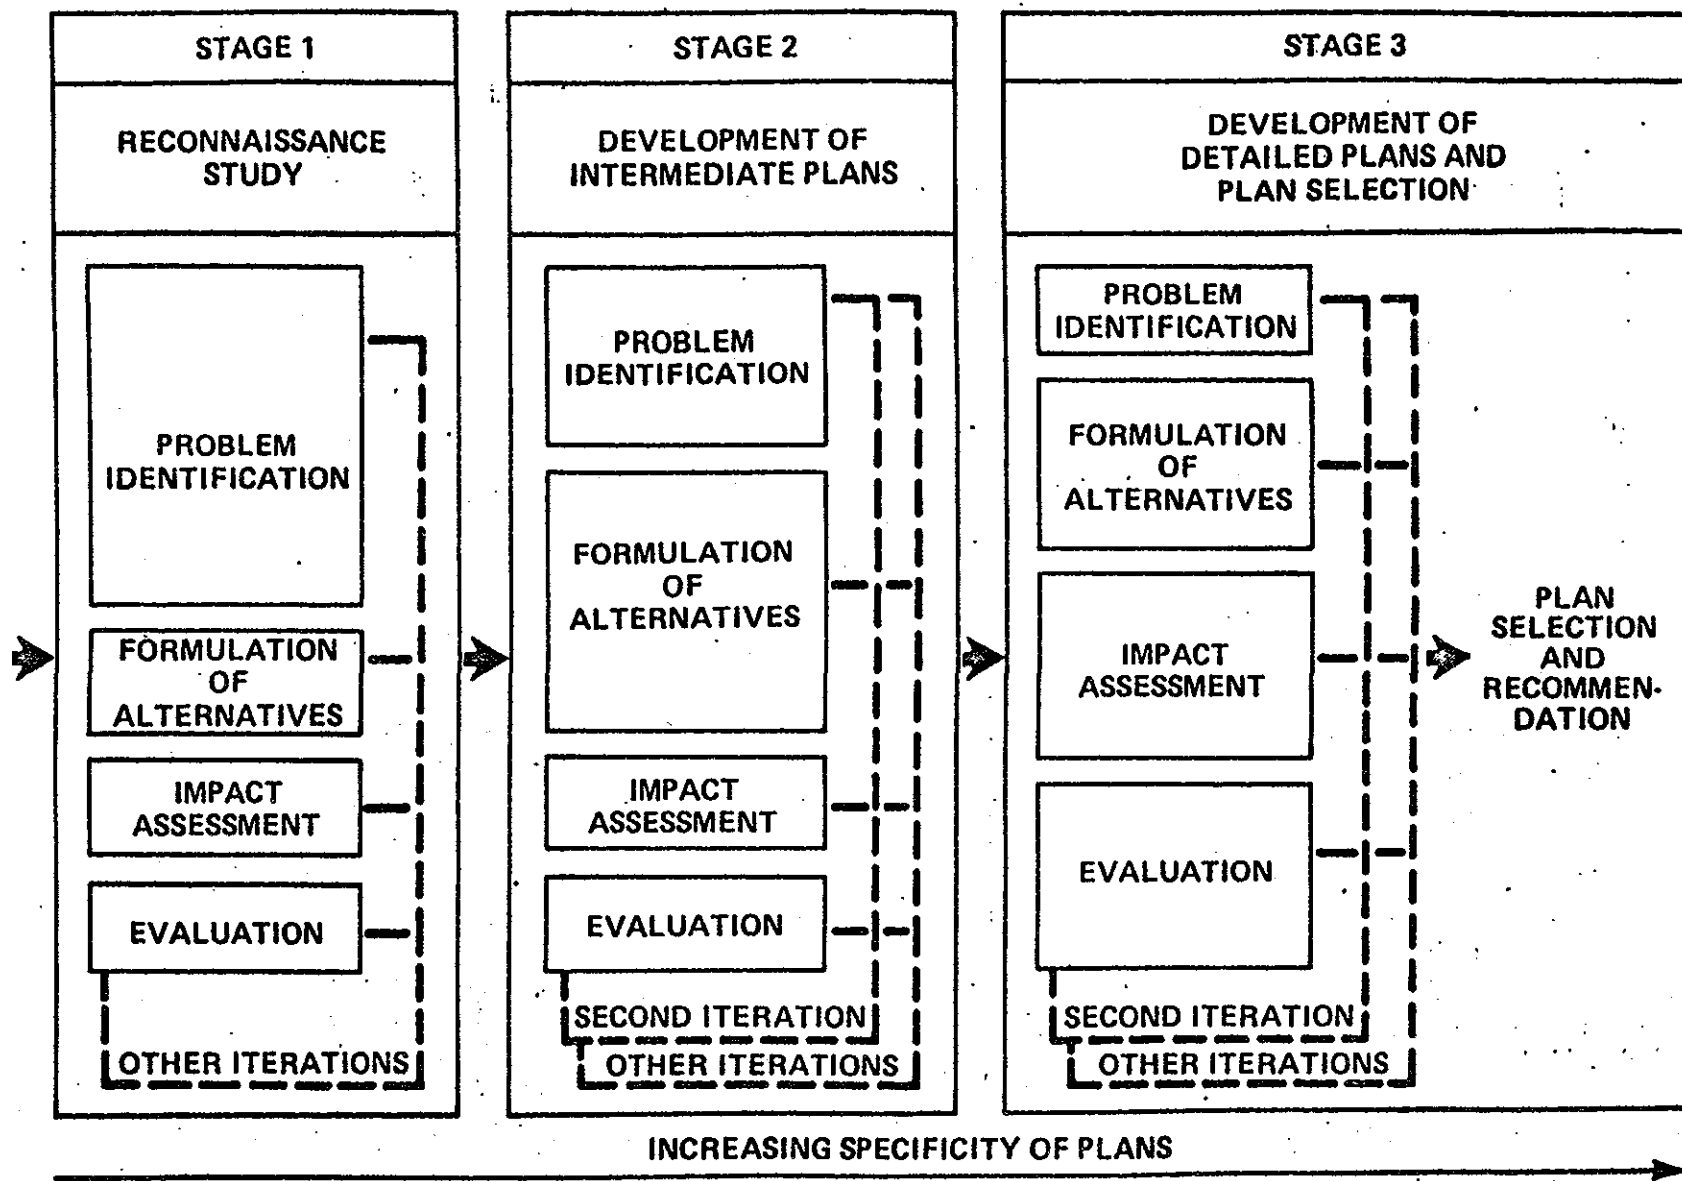 STAGE 1
RECONNAISSANCE
STUDY
PROBLEM
IDENTIFICATION
FORMULATION
OF
ALTERNATIVES
IMPACT
ASSESSMENT
EVALUATION
OTHER ITERATIONS
STAGE 2
DEVELOPMENT OF
INTERMEDIATE PLANS
PROBLEM
IDENTIFICATION
FORMULATION
OF
ALTERNATIVES
IMPACT
ASSESSMENT
EVALUATION
SECOND ITERATION
OTHER ITERATIONS
STAGE 3
DEVELOPMENT OF
DETAILED PLANS AND
PLAN SELECTION
PROBLEM
IDENTIFICATION
FORMULATION
OF
ALTERNATIVES
IMPACT
ASSESSMENT
EVALUATION
SECOND ITERATION
OTHER ITERATIONS
PLAN
SELECTION
AND
RECOMMEN-
DATION
INCREASING SPECIFICITY OF PLANS